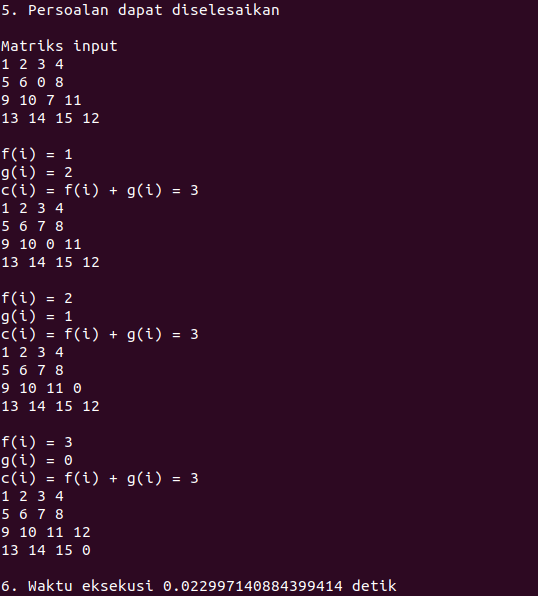 5. Persoalan dapat diselesaikan
Matriks input
1 2 3 4
5 6 0 8
9 10 7 11
13 14 15 12
f(i) = 1
g(i) = 2
c(i) = f(i) + g(i) = 3
1 2 3 4
5 6 7 8
9 10 0 11
13 14 15 12
f(i) = 2
g(i) = 1
c(i) = f(i) + g(i) = 3
1 2 3 4
5 6 7 8
9 10 11 0
13 14 15 12
f(i) = 3
g(i) = 0
c(i) = f(i) + g(i) = 3
1 2 3 4
5 6 7 8
9 10 11 12
13 14 15 0
6. Waktu eksekusi 0.022997140884399414 detik